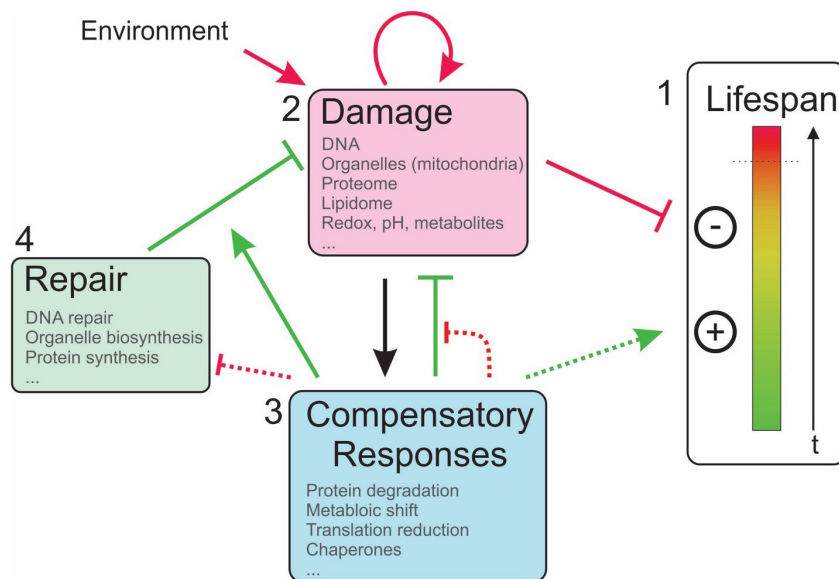 Environment
2
Damage
DNA
Organelles (mitochondria)
Proteome
Lipidome
Redox, pH, metabolites
...
1
Lifespan
-
+
t
4
Repair
DNA repair
Organelle biosynthesis
Protein synthesis
...
3
Compensatory
Responses
Protein degradation
Metabloic shift
Translation reduction
Chaperones
...